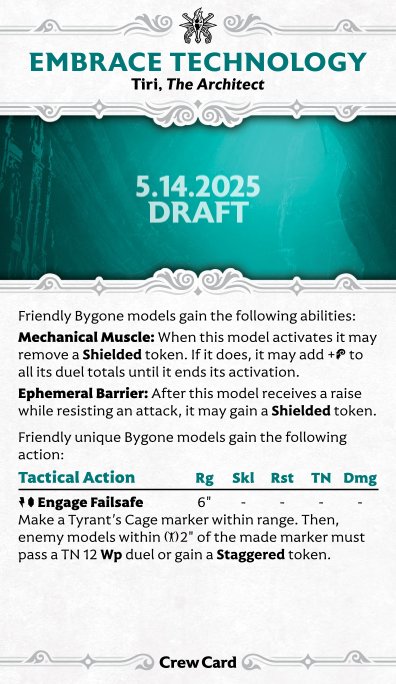 EMBRACE TECHNOLOGY
Tiri, The Architect
5.14.2025
DRAFT
Friendly Bygone models gain the following abilities:
Mechanical Muscle: When this model activates it may
remove a Shielded token. If it does, it may add + to
all its duel totals until it ends its activation.
Ephemeral Barrier: After this model receives a raise
while resisting an attack, it may gain a Shielded token.
Friendly unique Bygone models gain the following
action:
Tactical Action Rg Skl Rst TN Dmg
Engage Failsafe 6" - - - -
Make a Tyrant's Cage marker within range. Then,
enemy models within 2" of the made marker must
pass a TN 12 Wp duel or gain a Staggered token.
Crew Card